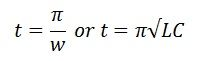 t = π/w or t = π√LC